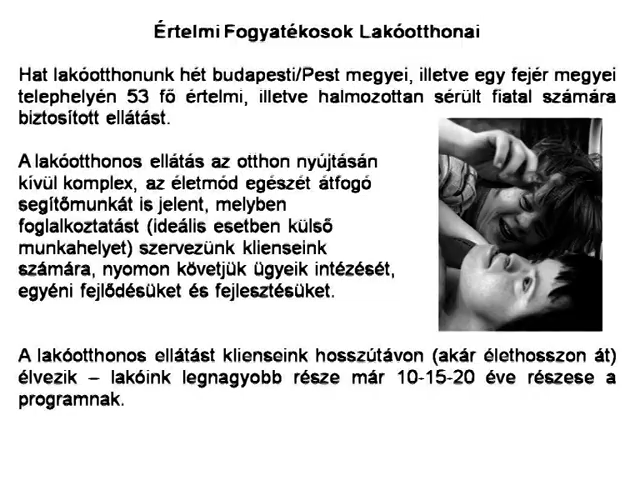 Értelmi Fogyatékosok Lakóotthonai
Hat lakóotthonunk hét budapesti/Pest megyei, illetve egy fejér megyei
telephelyén 53 fő értelmi, illetve halmozottan sérült fiatal számára
biztosított ellátást.
A lakóotthonos ellátás az otthon nyújtásán
kívül komplex, az életmód egészét átfogó
segítőmunkát is jelent, melyben
foglalkoztatást (ideális esetben külső
munkahelyet) szervezünk klienseink
számára, nyomon követjük ügyeik intézését,
egyéni fejlődésüket és fejlesztésüket.
A lakóotthonos ellátást klienseink hosszútávon (akár élethosszon át)
élvezik – lakóink legnagyobb része már 10-15-20 éve részese a
programnak.